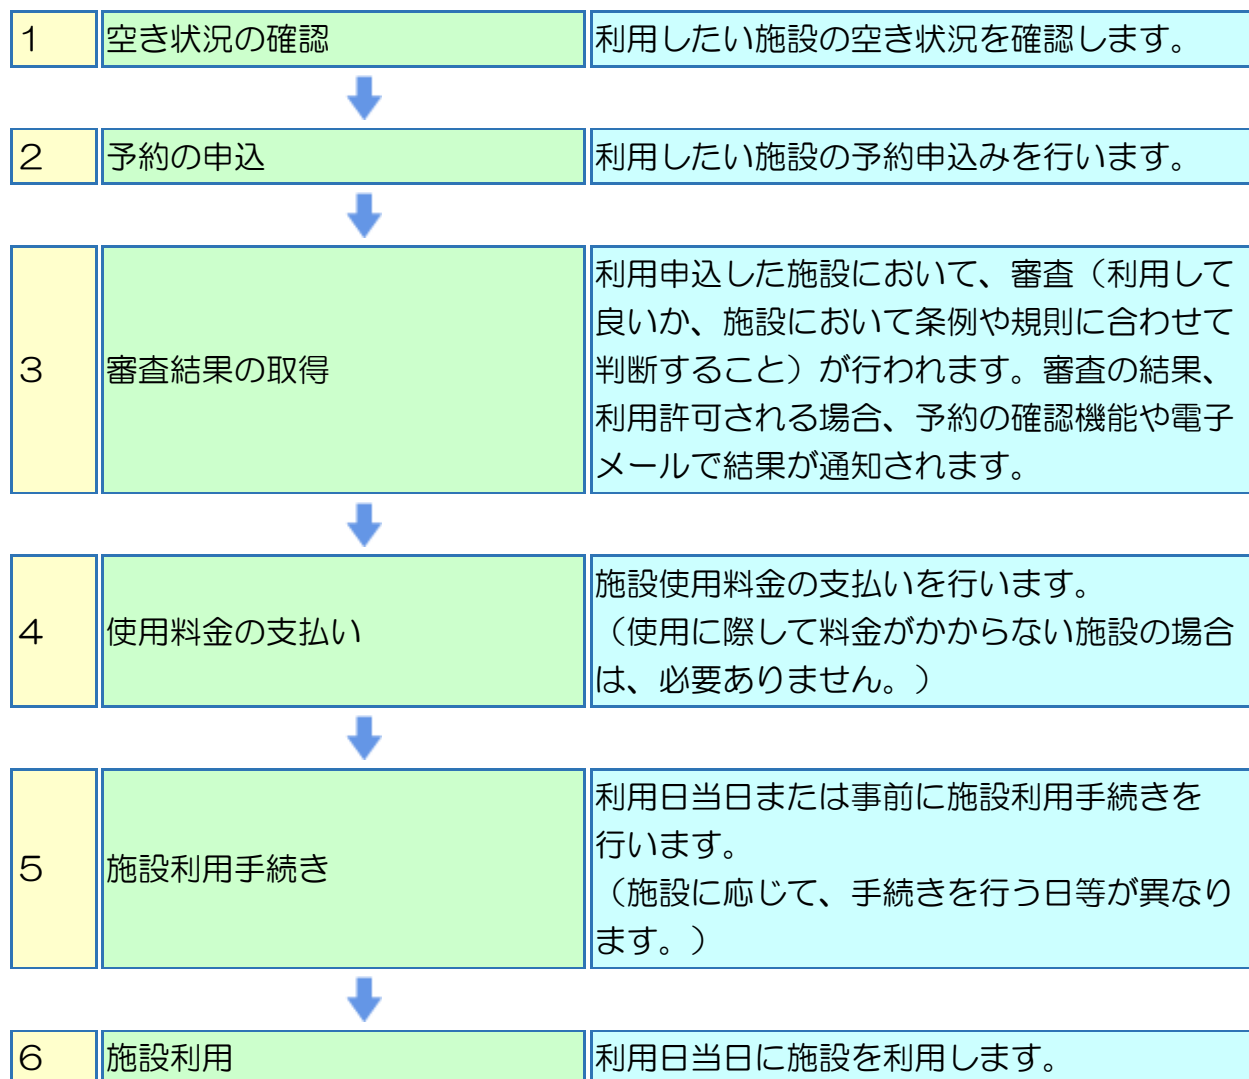 1 空き状況の確認 利用したい施設の空き状況を確認します。
2 予約の申込 利用したい施設の予約申込みを行います。
3 審査結果の取得 利用申込した施設において、審査（利用して
良いか、施設において条例や規則に合わせて
判断すること）が行われます。審査の結果、
利用許可される場合、予約の確認機能や電子
メールで結果が通知されます。
4 使用料金の支払い 施設使用料金の支払いを行います。
（使用に際して料金がかからない施設の場合
は、必要ありません。）
5 施設利用手続き 利用日当日または事前に施設利用手続きを
行います。
（施設に応じて、手続きを行う日等が異なり
ます。）
6 施設利用 利用日当日に施設を利用します。